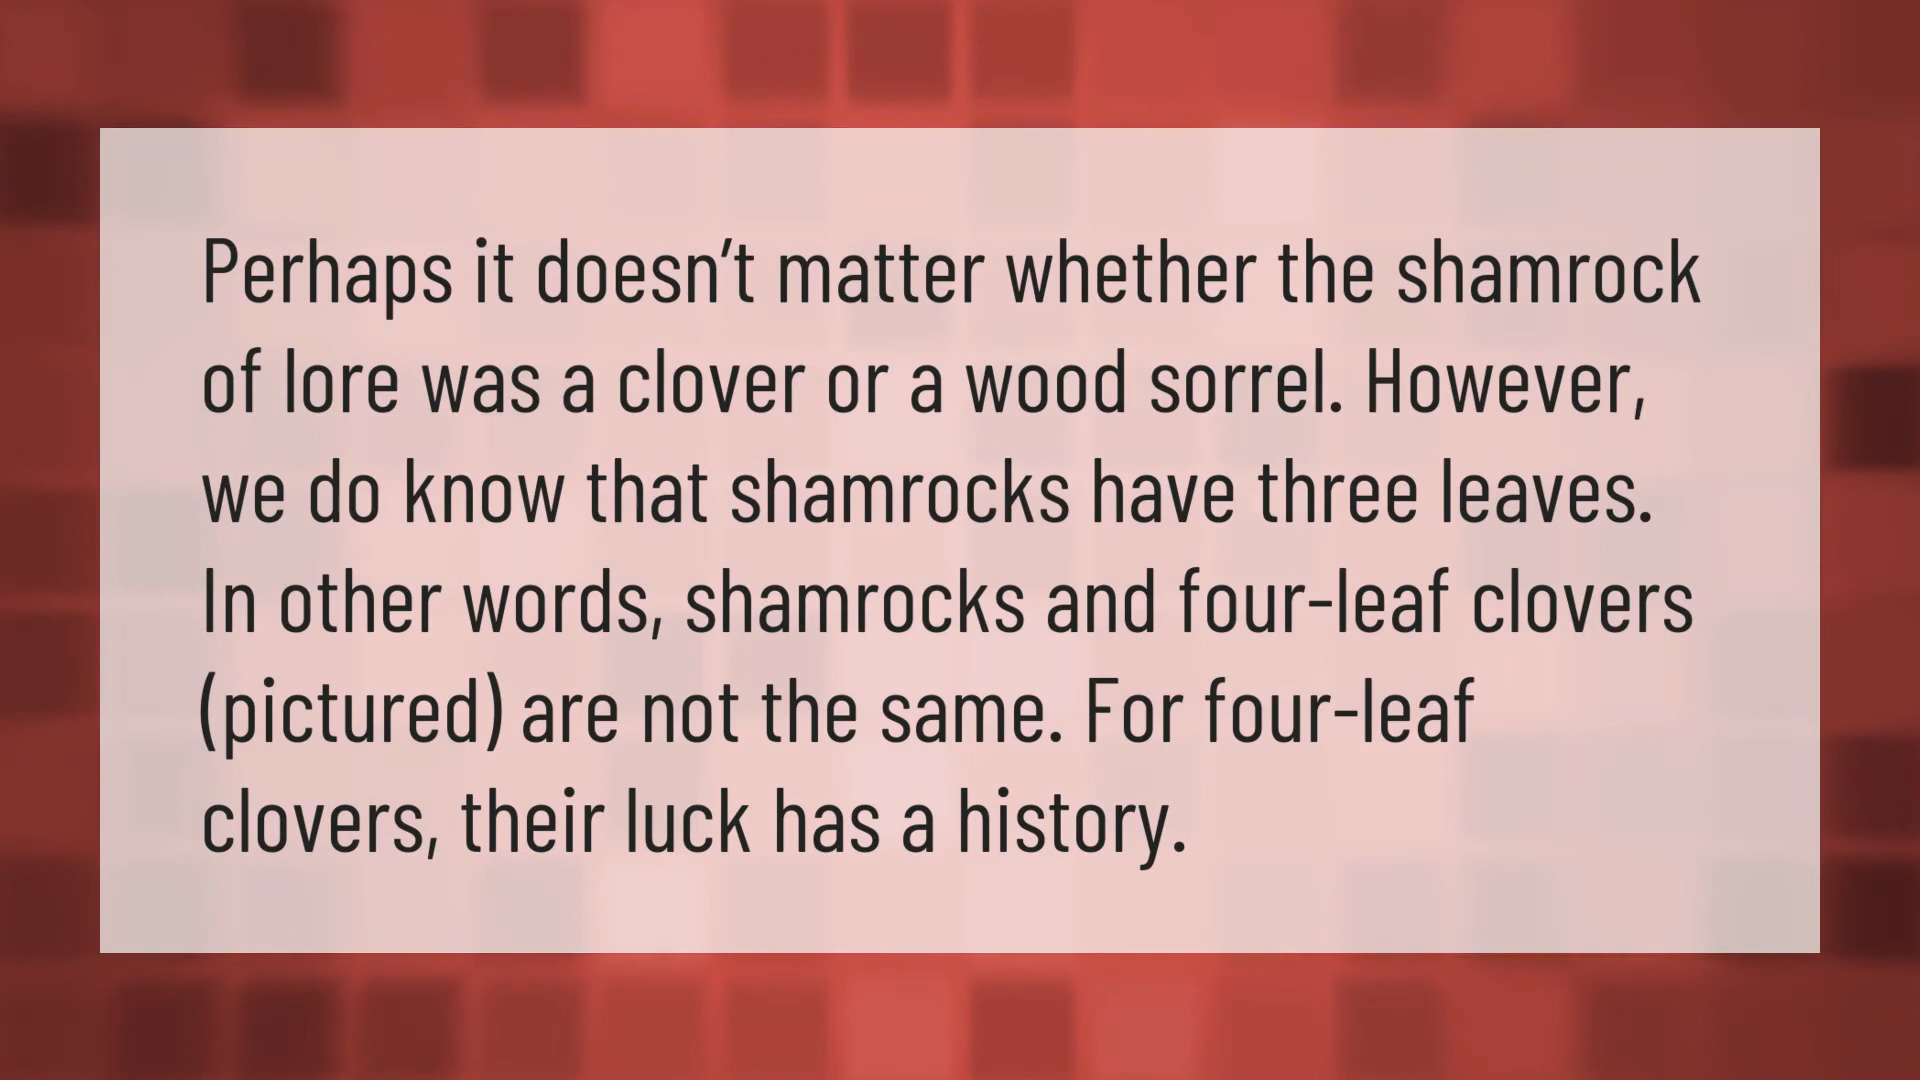 Perhaps it doesn’t matter whether the shamrock
of lore was a clover or a wood sorrel. However,
we do know that shamrocks have three leaves.
In other words, shamrocks and four-leaf clovers
(pictured) are not the same. For four-leaf
clovers, their luck has a history.